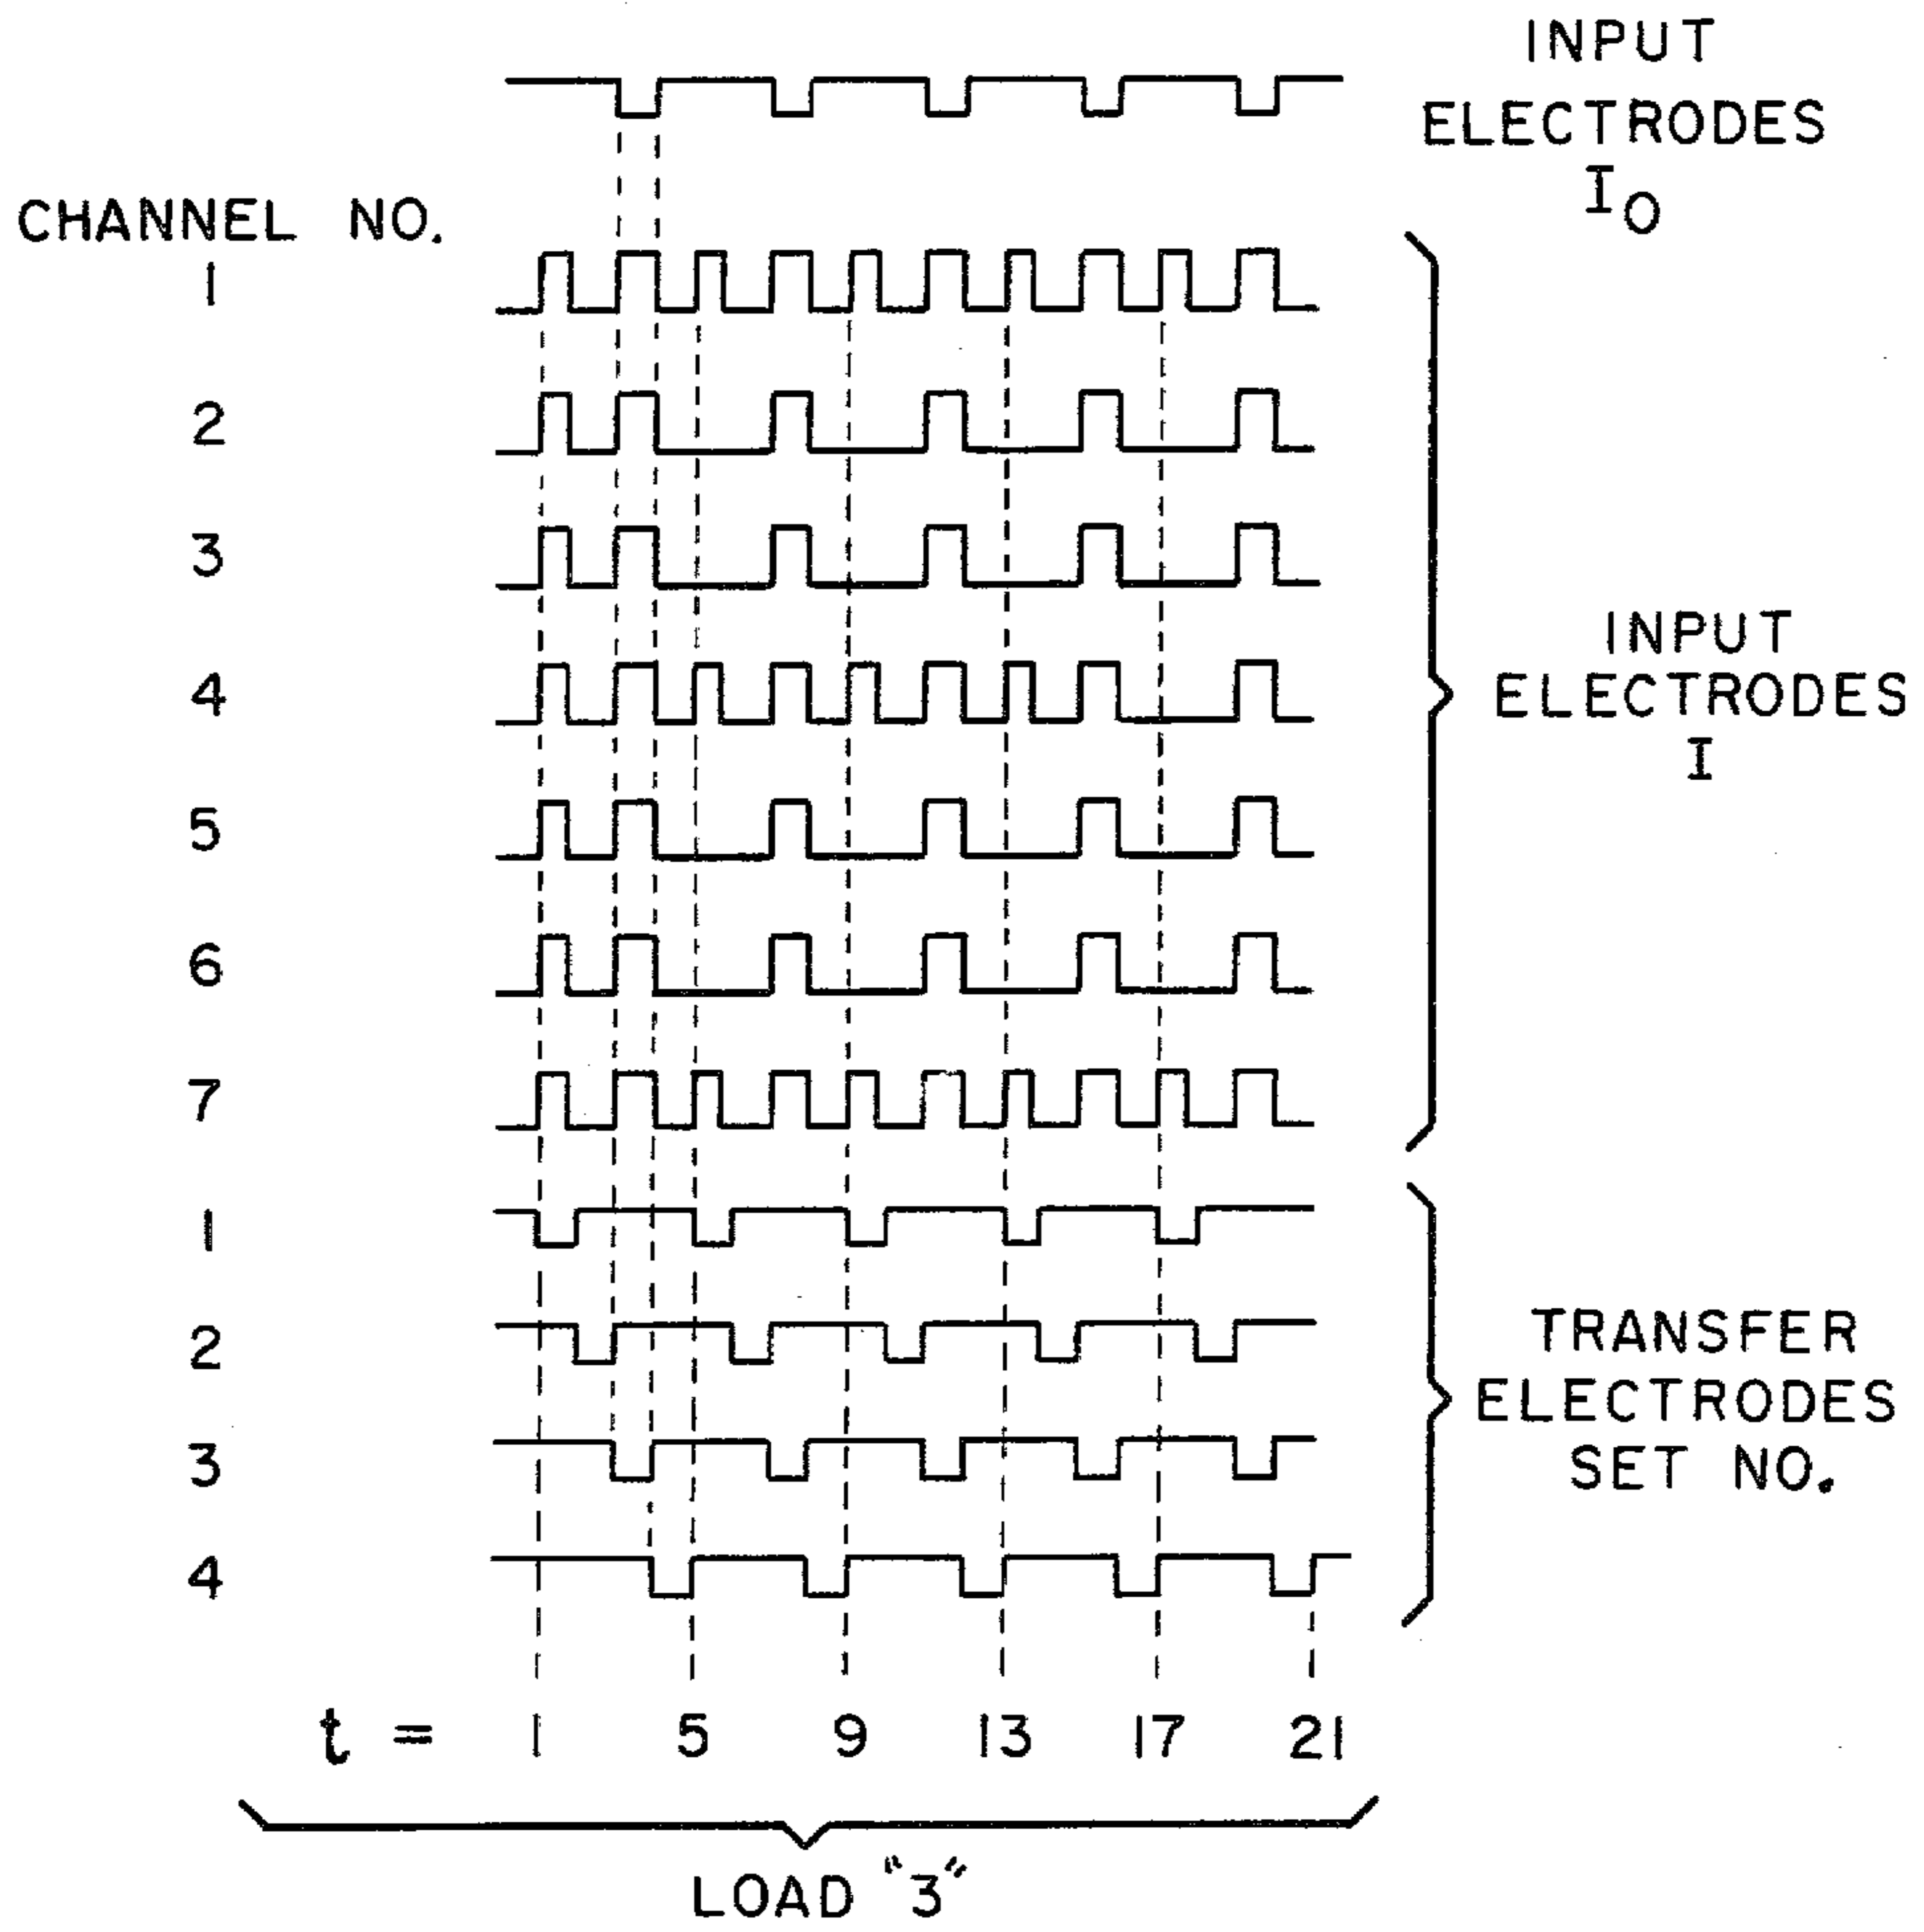 INPUT
ELECTRODES
I₀
CHANNEL NO.
1
2
3
4
5
6
7
INPUT
ELECTRODES
I
1
2
3
4
TRANSFER
ELECTRODES
SET NO.
t = 1 5 9 13 17 21
LOAD "3"